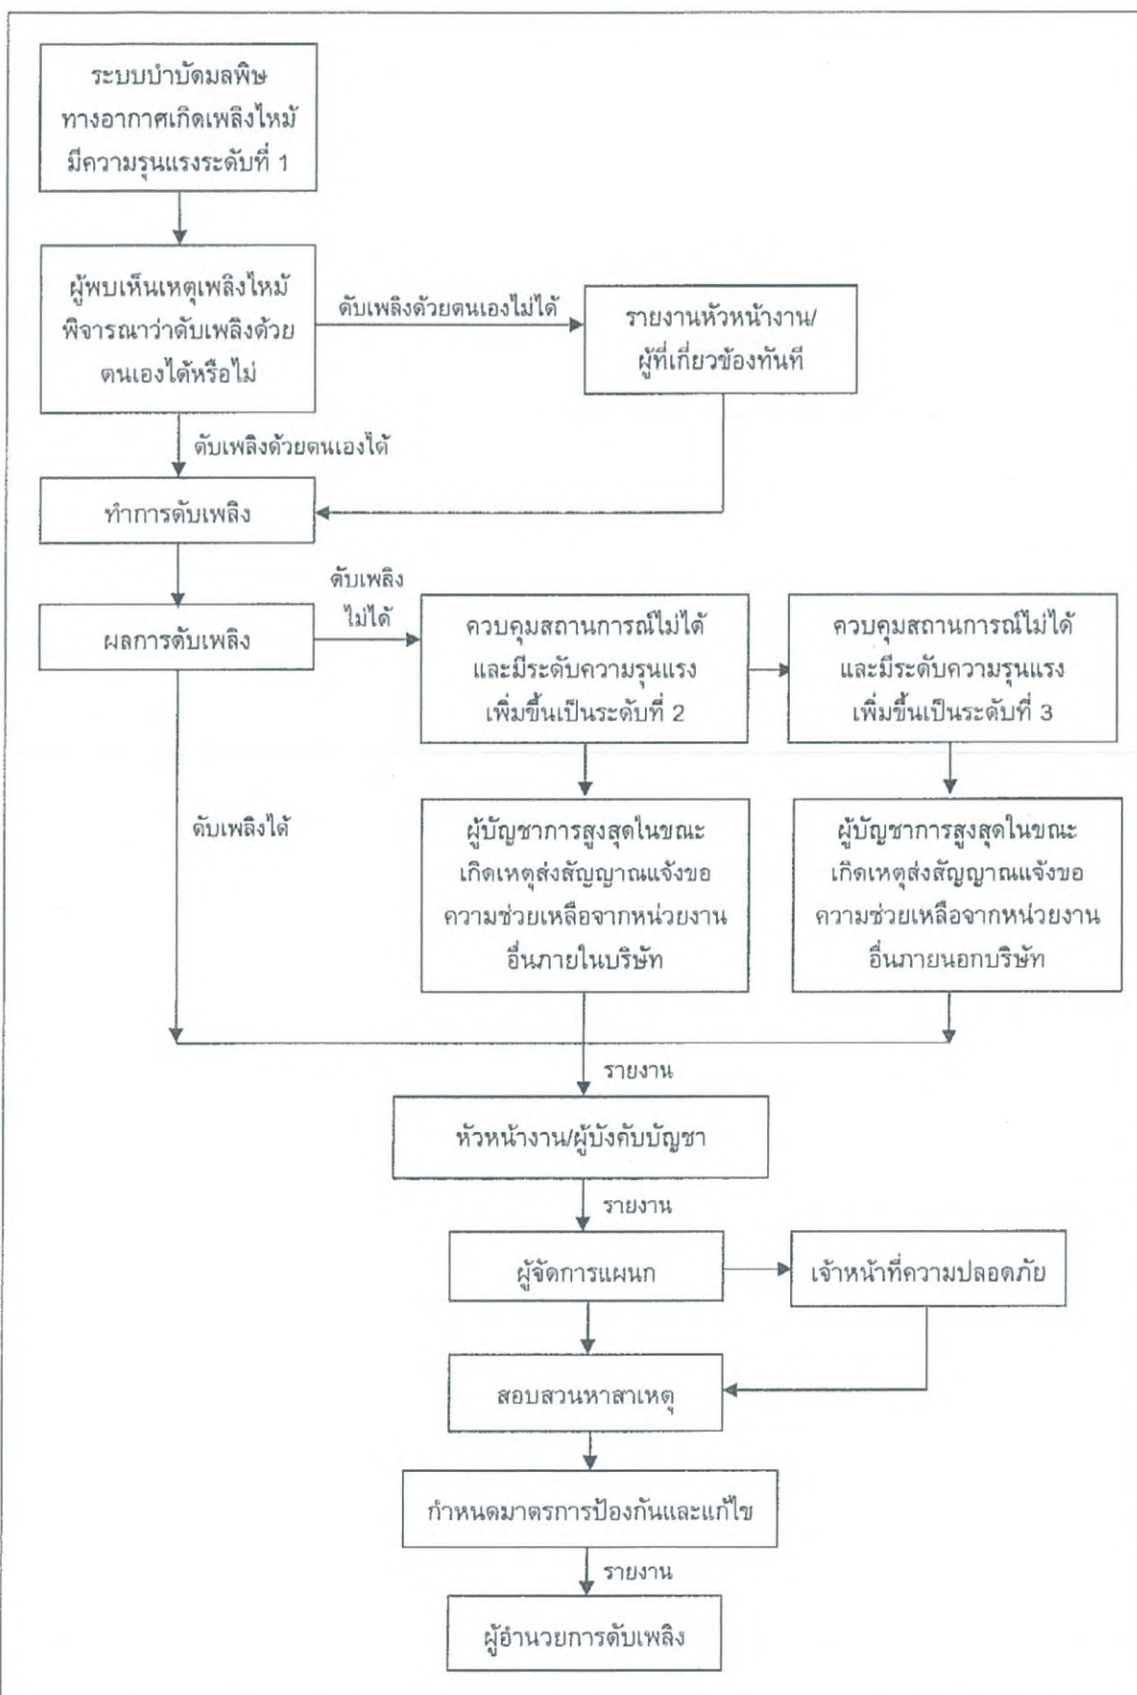 ระบบบำบัดมลพิษ
ทางอากาศเกิดเพลิงไหม้
มีความรุนแรงระดับที่ 1
ผู้พบเห็นเหตุเพลิงไหม้
พิจารณาว่าดับเพลิงด้วย
ตนเองได้หรือไม่
ดับเพลิงด้วยตนเองไม่ได้
รายงานหัวหน้างาน/
ผู้ที่เกี่ยวข้องทันที
ดับเพลิงด้วยตนเองได้
ทำการดับเพลิง
ผลการดับเพลิง
ดับเพลิง
ไม่ได้
ควบคุมสถานการณ์ไม่ได้
และมีระดับความรุนแรง
เพิ่มขึ้นเป็นระดับที่ 2
ควบคุมสถานการณ์ไม่ได้
และมีระดับความรุนแรง
เพิ่มขึ้นเป็นระดับที่ 3
ดับเพลิงได้
ผู้บัญชาการสูงสุดในขณะ
เกิดเหตุส่งสัญญาณแจ้งขอ
ความช่วยเหลือจากหน่วยงาน
อื่นภายในบริษัท
ผู้บัญชาการสูงสุดในขณะ
เกิดเหตุส่งสัญญาณแจ้งขอ
ความช่วยเหลือจากหน่วยงาน
อื่นภายนอกบริษัท
รายงาน
หัวหน้างาน/ผู้บังคับบัญชา
รายงาน
ผู้จัดการแผนก
เจ้าหน้าที่ความปลอดภัย
สอบสวนหาสาเหตุ
กำหนดมาตรการป้องกันและแก้ไข
รายงาน
ผู้อำนวยการดับเพลิง